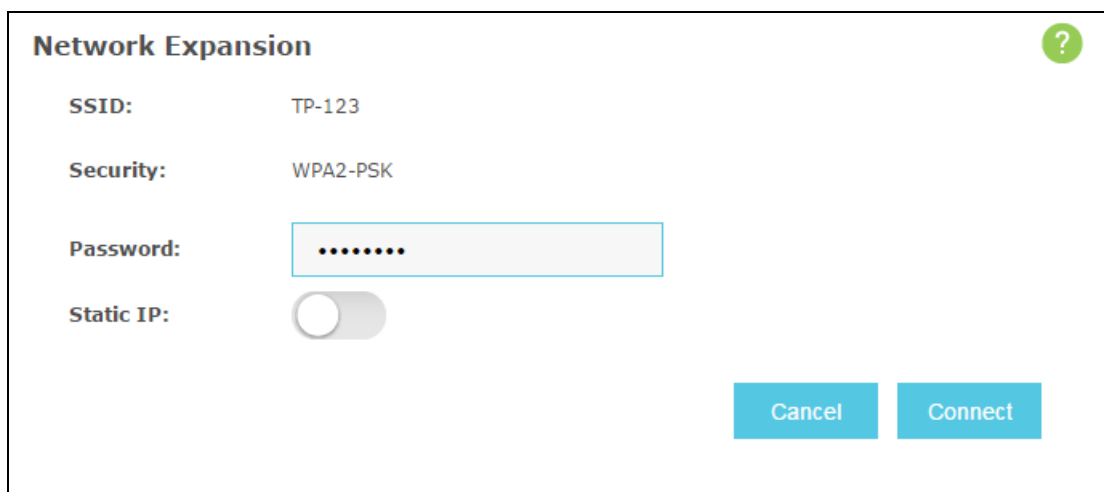 Network Expansion
?
SSID: TP-123
Security: WPA2-PSK
Password: ••••••••
Static IP:
Cancel Connect